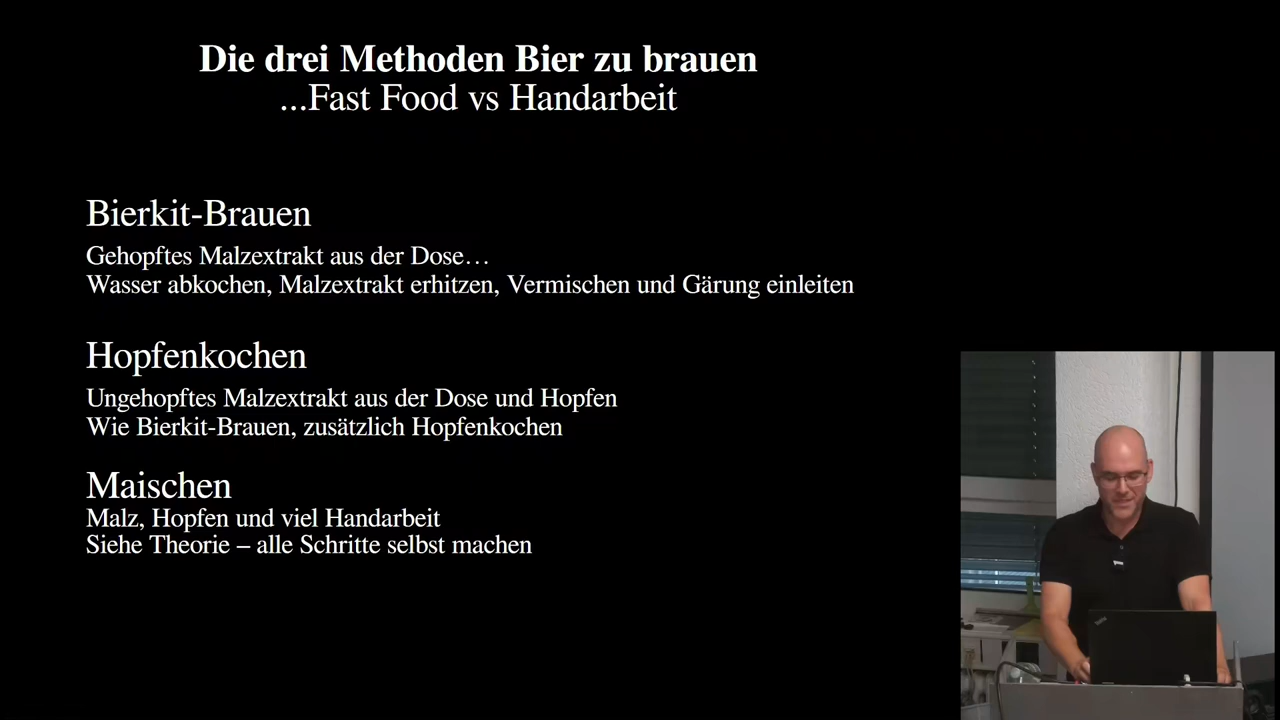 Die drei Methoden Bier zu brauen
...Fast Food vs Handarbeit
Bierkit-Brauen
Gehopftes Malzextrakt aus der Dose…
Wasser abkochen, Malzextrakt erhitzen, Vermischen und Gärung einleiten
Hopfenkochen
Ungehopftes Malzextrakt aus der Dose und Hopfen
Wie Bierkit-Brauen, zusätzlich Hopfenkochen
Maischen
Malz, Hopfen und viel Handarbeit
Siehe Theorie – alle Schritte selbst machen